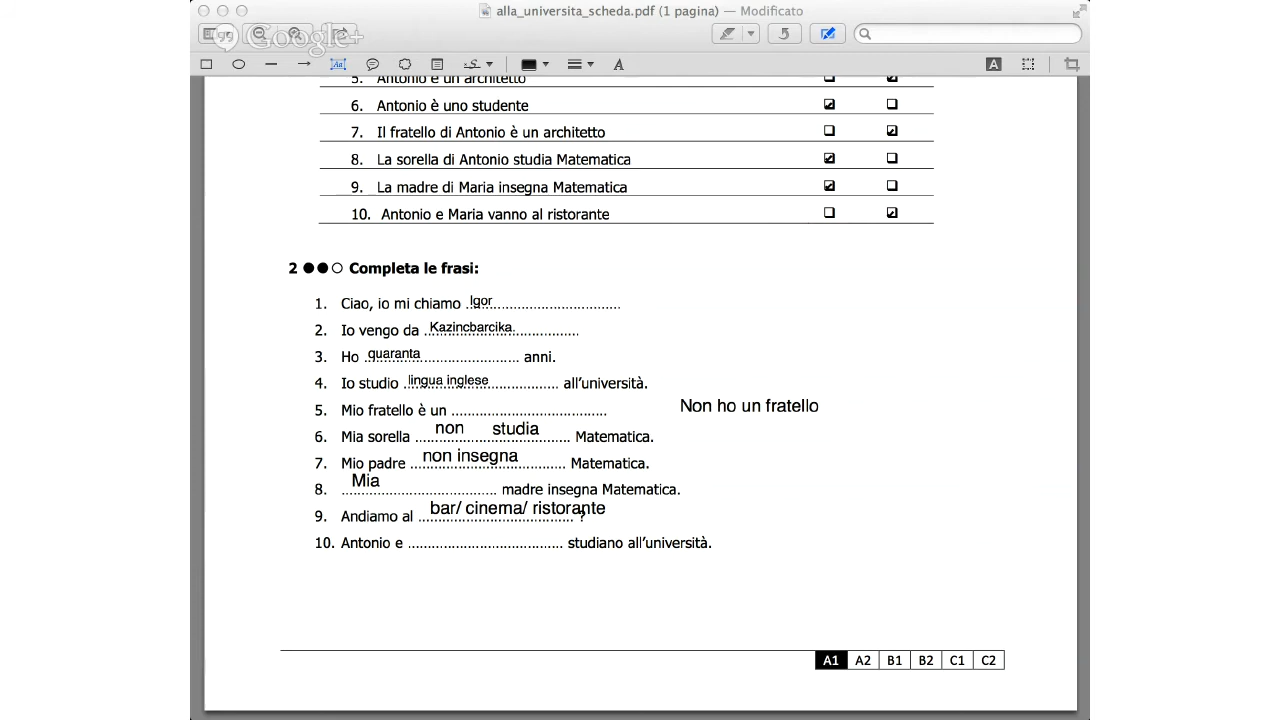 alla_universita_scheda.pdf (1 pagina) — Modificato
Google+
5. Antonio è un architetto
6. Antonio è uno studente
7. Il fratello di Antonio è un architetto
8. La sorella di Antonio studia Matematica
9. La madre di Maria insegna Matematica
10. Antonio e Maria vanno al ristorante
2 ●●○ Completa le frasi:
1. Ciao, io mi chiamo Igor
2. Io vengo da Kazincbarcika.
3. Ho quaranta anni.
4. Io studio lingua inglese all'università.
5. Mio fratello è un ...................................... Non ho un fratello
6. Mia sorella non studia Matematica.
7. Mio padre non insegna Matematica.
8. Mia madre insegna Matematica.
9. Andiamo al bar/ cinema/ ristorante ?
10. Antonio e ...................................... studiano all'università.
A1 A2 B1 B2 C1 C2